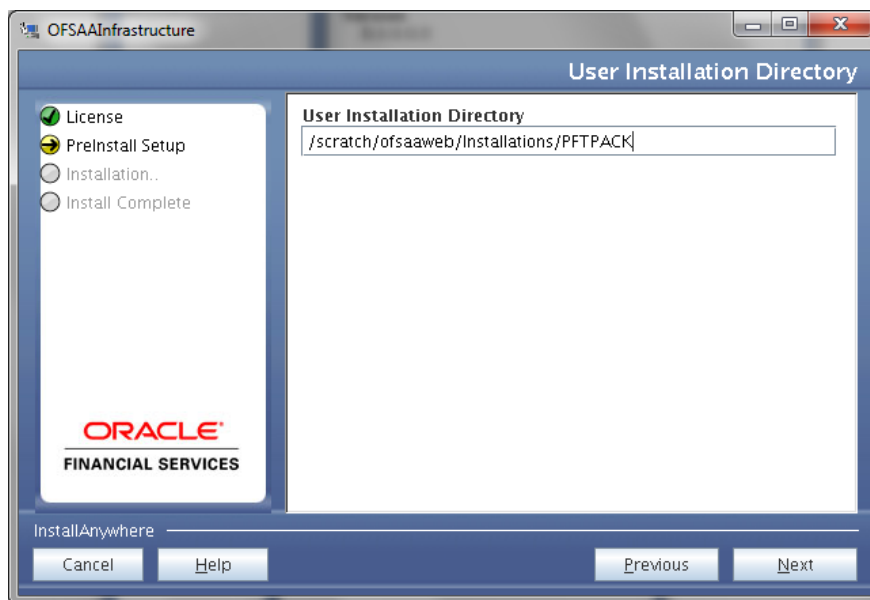 OFSAAInfrastructure
User Installation Directory
License
PreInstall Setup
Installation..
Install Complete
User Installation Directory
/scratch/ofsaaweb/Installations/PFTPACK
ORACLE
FINANCIAL SERVICES
InstallAnywhere
Cancel
Help
Previous
Next